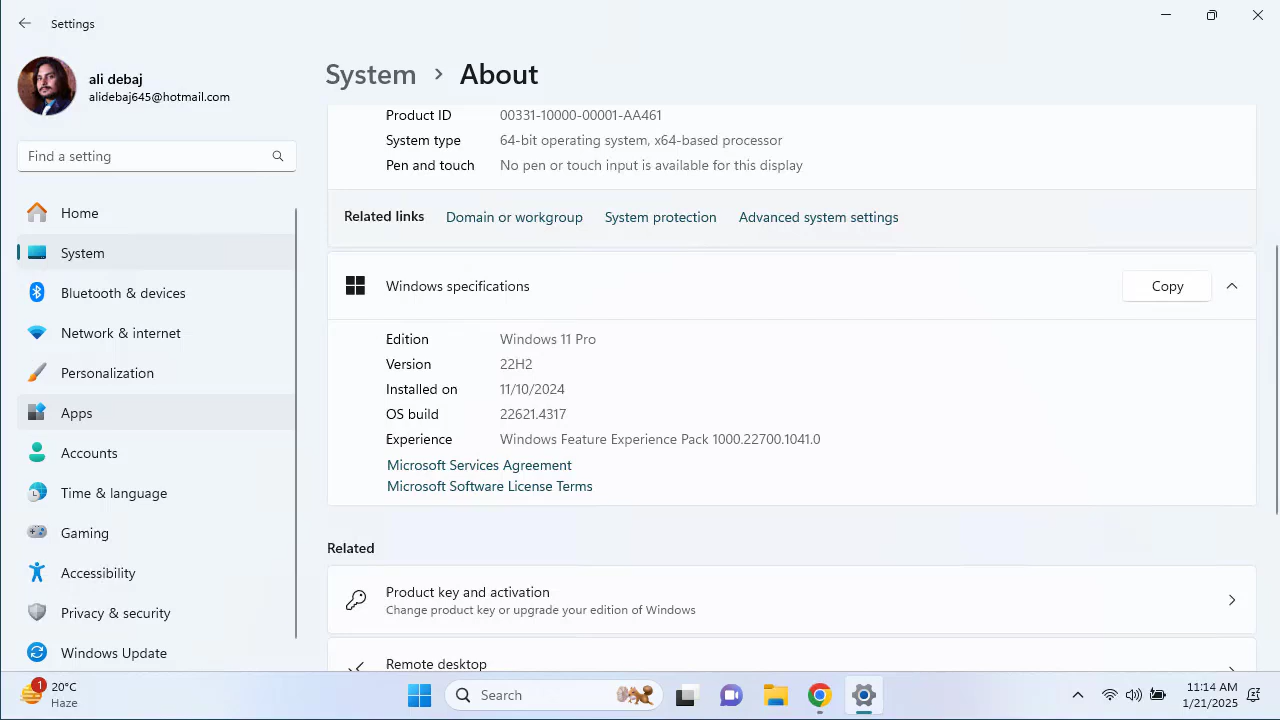 Settings
ali debaj
alidebaj645@hotmail.com
Find a setting
Home
System
Bluetooth & devices
Network & internet
Personalization
Apps
Accounts
Time & language
Gaming
Accessibility
Privacy & security
Windows Update
System > About
Product ID 00331-10000-00001-AA461
System type 64-bit operating system, x64-based processor
Pen and touch No pen or touch input is available for this display
Related links Domain or workgroup System protection Advanced system settings
Windows specifications Copy
Edition Windows 11 Pro
Version 22H2
Installed on 11/10/2024
OS build 22621.4317
Experience Windows Feature Experience Pack 1000.22700.1041.0
Microsoft Services Agreement
Microsoft Software License Terms
Related
Product key and activation
Change product key or upgrade your edition of Windows
Remote desktop
1
20°C
Haze
Search
11:14 AM
1/21/2025